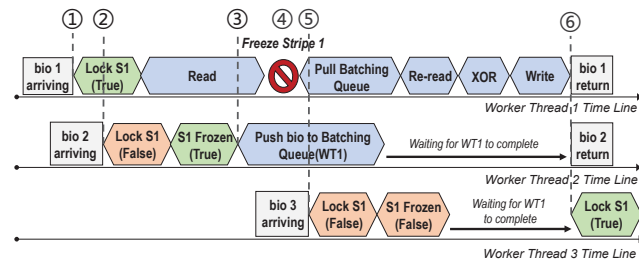 ① ② ③ ④ ⑤ ⑥
Freeze Stripe 1
bio 1
arriving
Lock S1
(True)
Read
Pull Batching
Queue
Re-read
XOR
Write
bio 1
return
Worker Thread 1 Time Line
bio 2
arriving
Lock S1
(False)
S1 Frozen
(True)
Push bio to Batching
Queue(WT1)
Waiting for WT1 to complete
bio 2
return
Worker Thread 2 Time Line
bio 3
arriving
Lock S1
(False)
S1 Frozen
(False)
Waiting for WT1
to complete
Lock S1
(True)
Worker Thread 3 Time Line